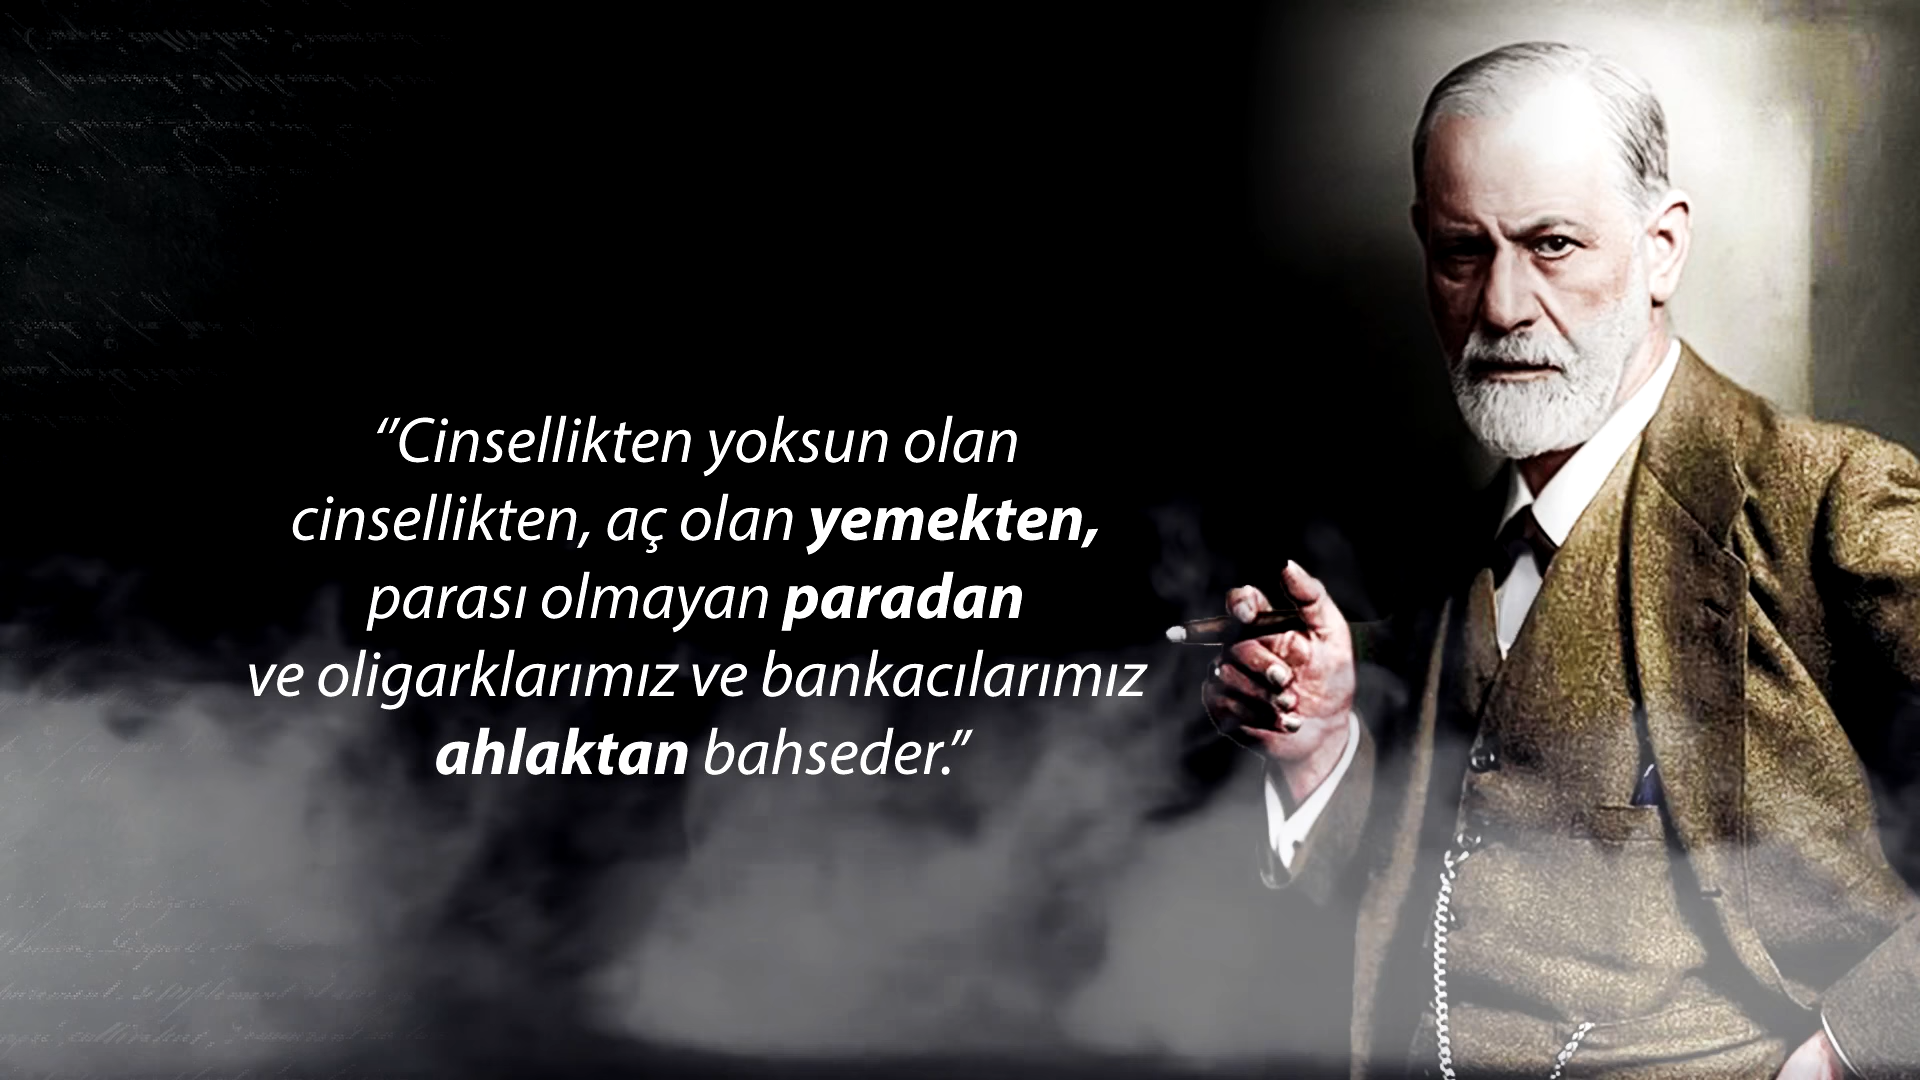 “Cinsellikten yoksun olan
cinsellikten, aç olan yemekten,
parası olmayan paradan
ve oligarklarımız ve bankacılarımız
ahlaktan bahseder.”